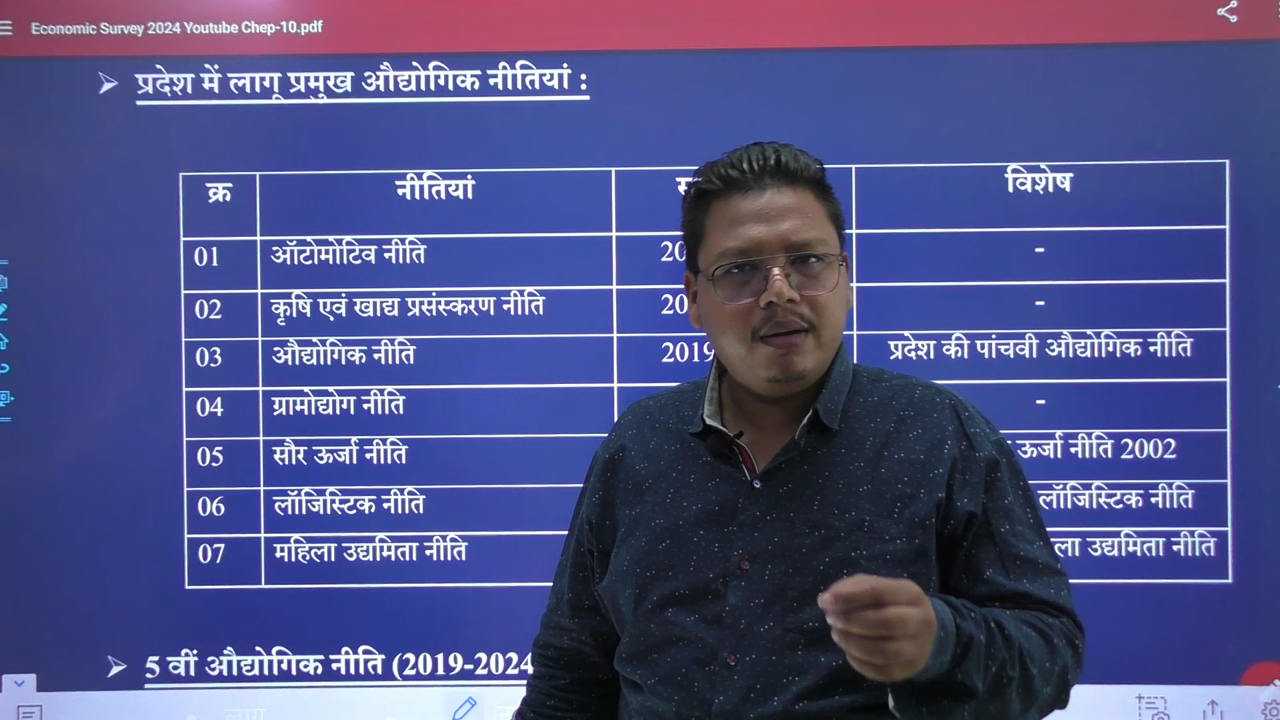 Economic Survey 2024 Youtube Chep-10.pdf
प्रदेश में लागू प्रमुख औद्योगिक नीतियां :
क्र नीतियां विशेष
01 ऑटोमोटिव नीति -
02 कृषि एवं खाद्य प्रसंस्करण नीति -
03 औद्योगिक नीति 2019 प्रदेश की पांचवी औद्योगिक नीति
04 ग्रामोद्योग नीति -
05 सौर ऊर्जा नीति ऊर्जा नीति 2002
06 लॉजिस्टिक नीति लॉजिस्टिक नीति
07 महिला उद्यमिता नीति उद्यमिता नीति
5 वीं औद्योगिक नीति (2019-2024